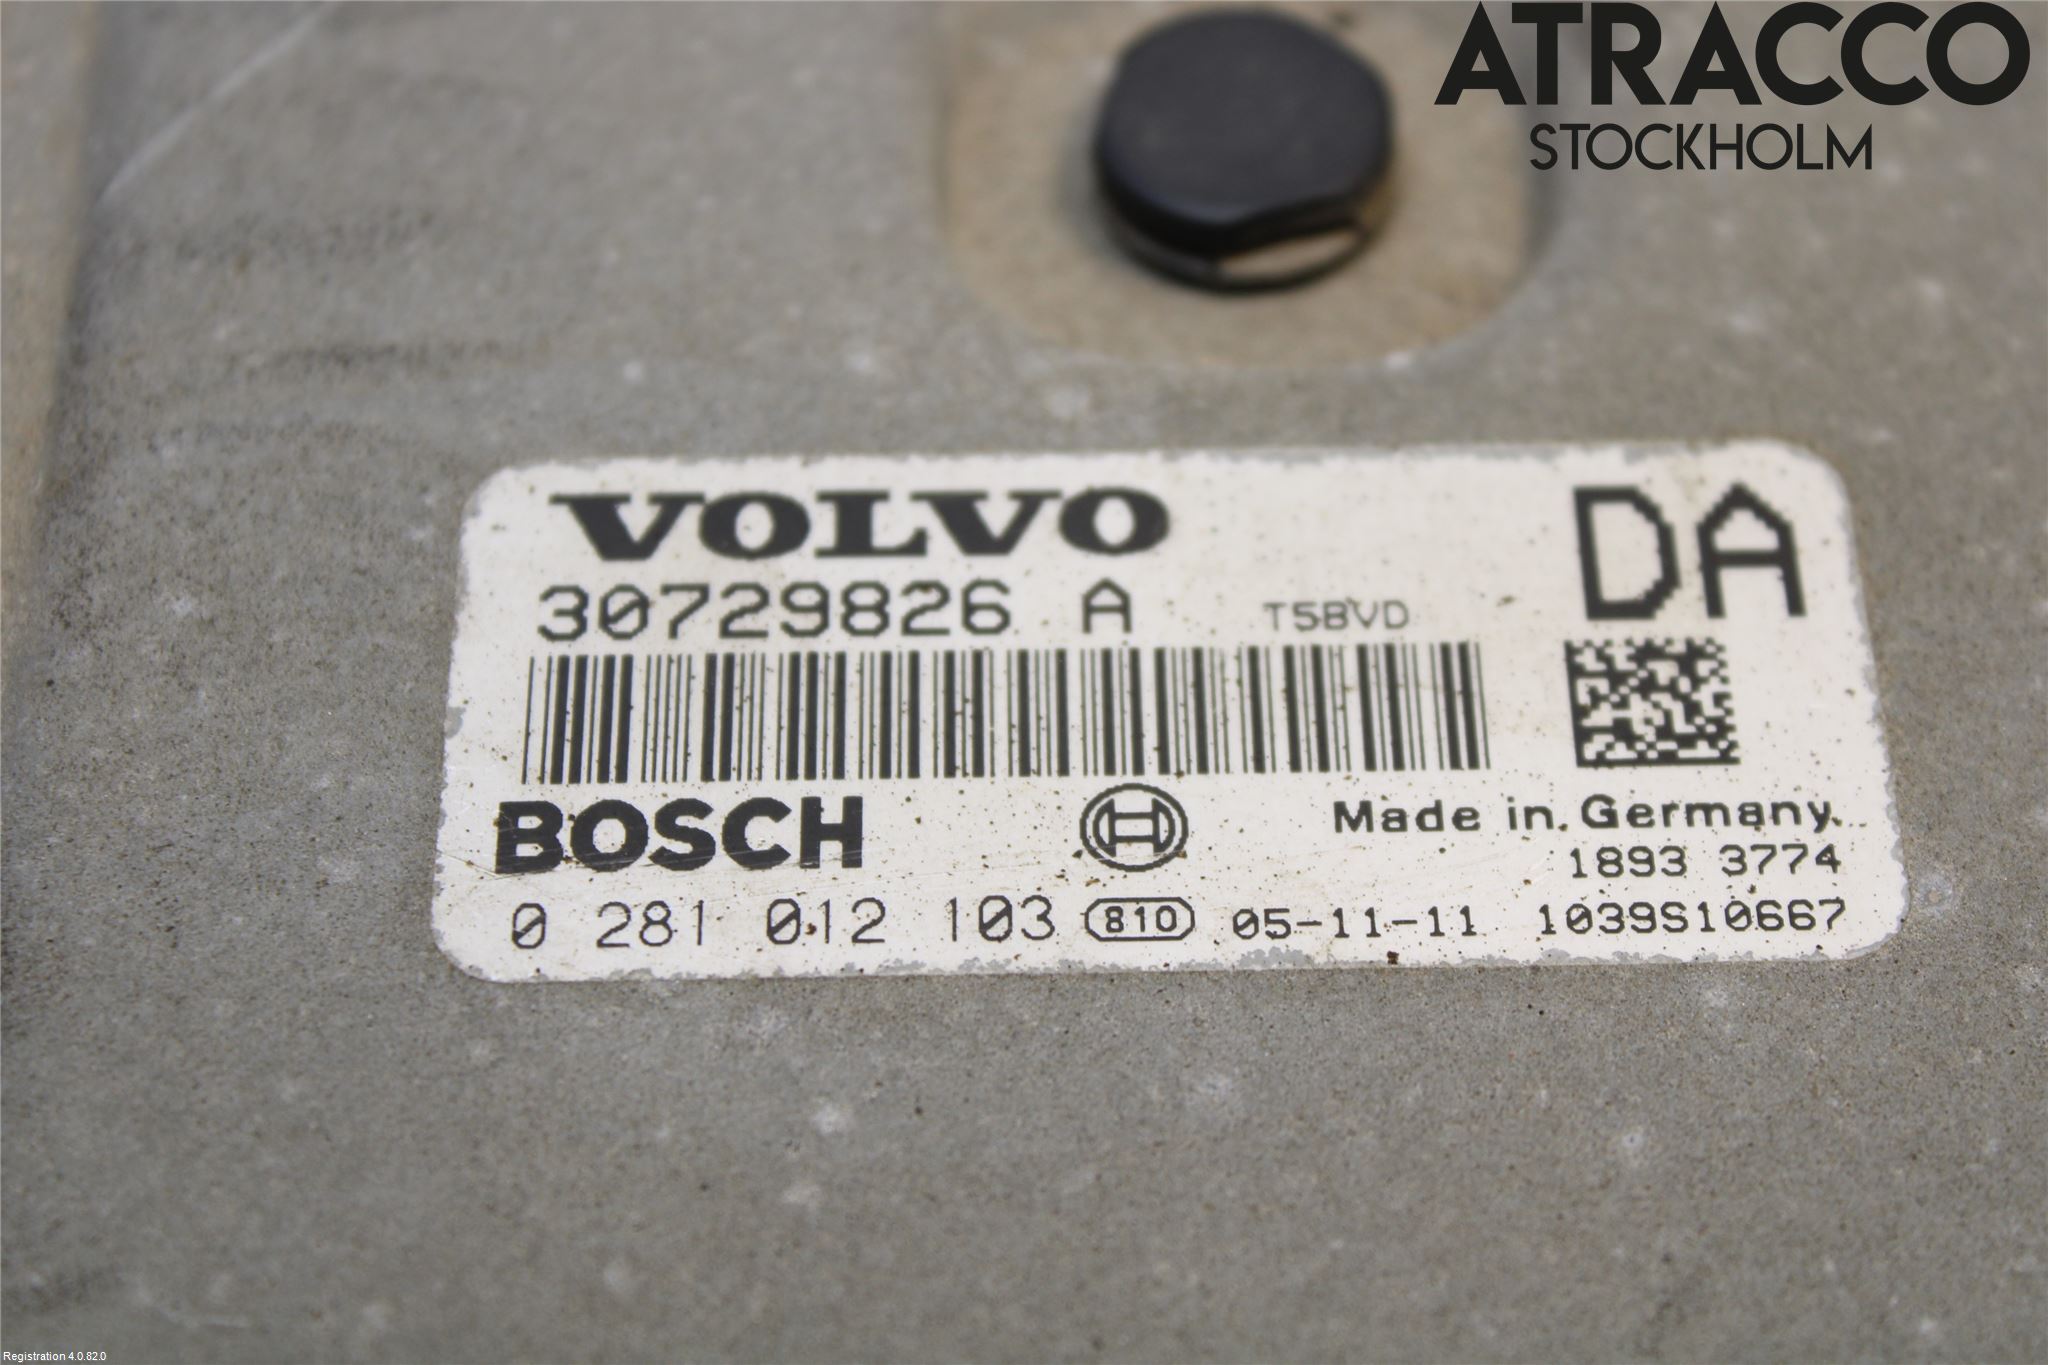 ATRACCO
STOCKHOLM
VOLVO
DA
30729826 A T5BVD
BOSCH
Made in Germany
1893 3774
0 281 012 103 810 05-11-11 1039S10667
Registration 4.0.82.0